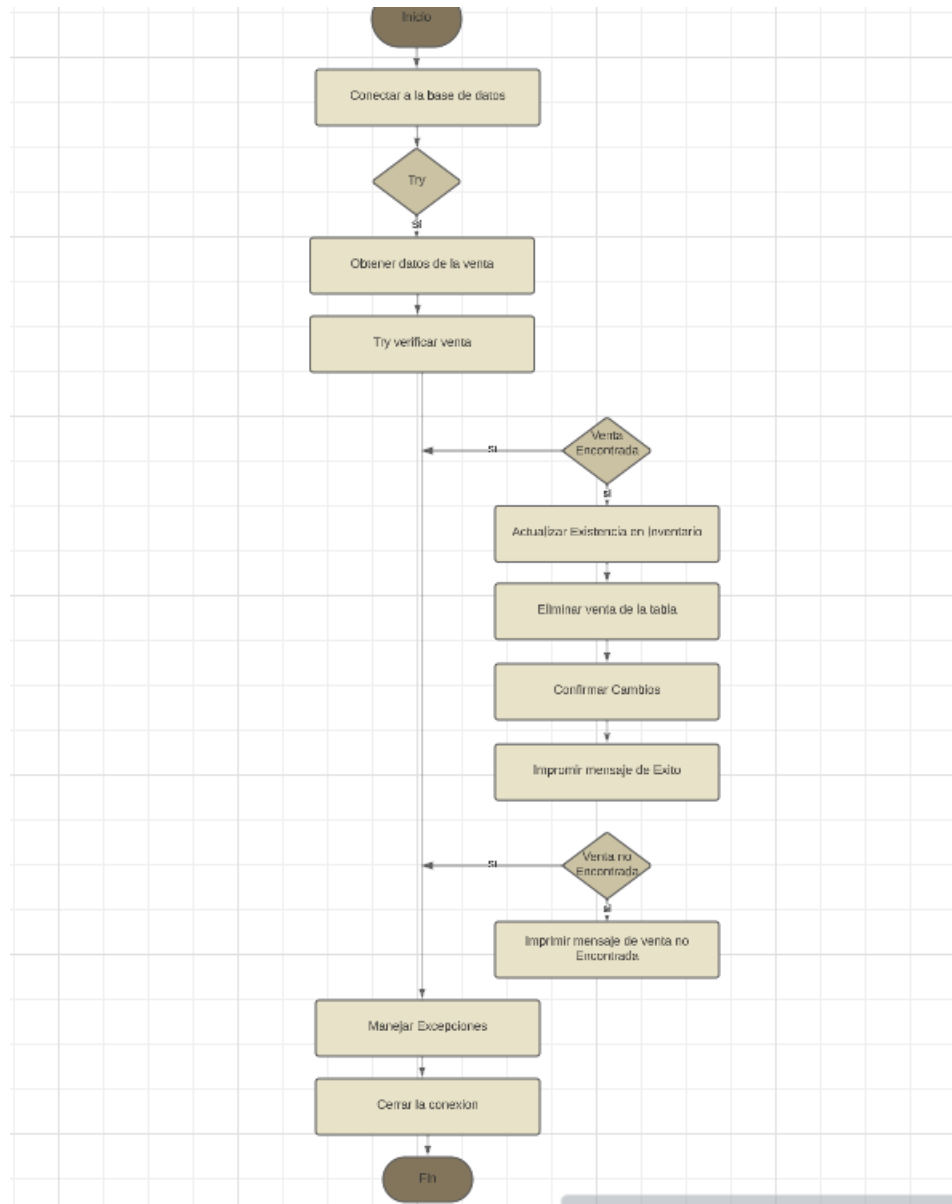 Inicio
Conectar a la base de datos
Try
si
Obtener datos de la venta
Try verificar venta
Venta
Encontrada
si
si
Actualizar Existencia en Inventario
Eliminar venta de la tabla
Confirmar Cambios
Impromir mensaje de Exito
Venta no
Encontrada
si
si
Imprimir mensaje de venta no
Encontrada
Manejar Excepciones
Cerrar la conexion
Fin